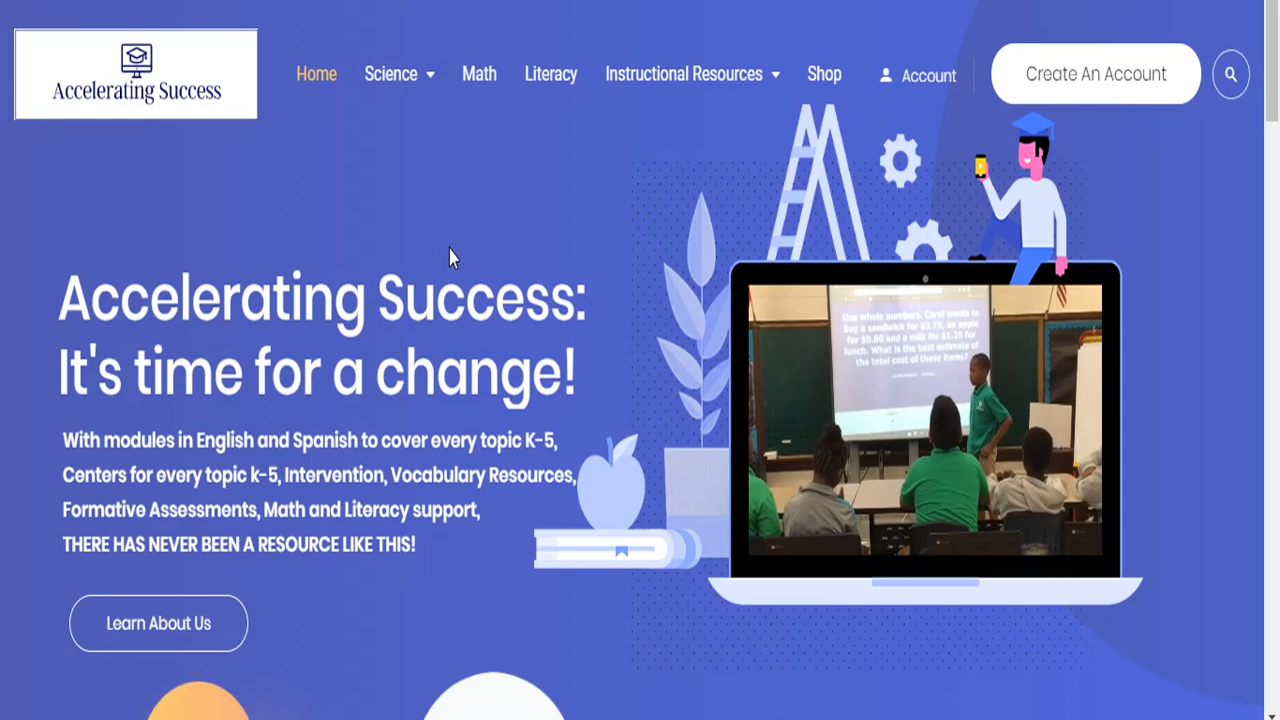 Accelerating Success
Home
Science
Math
Literacy
Instructional Resources
Shop
Account
Create An Account
Accelerating Success:
It's time for a change!
With modules in English and Spanish to cover every topic K-5,
Centers for every topic k-5, Intervention, Vocabulary Resources,
Formative Assessments, Math and Literacy support,
THERE HAS NEVER BEEN A RESOURCE LIKE THIS!
Learn About Us
Use whole numbers. Carol wants to
buy a sandwich for $3.75, an apple
for $0.80 and a milk for $1.25 for
lunch. What is the best estimate of
the total cost of these items?